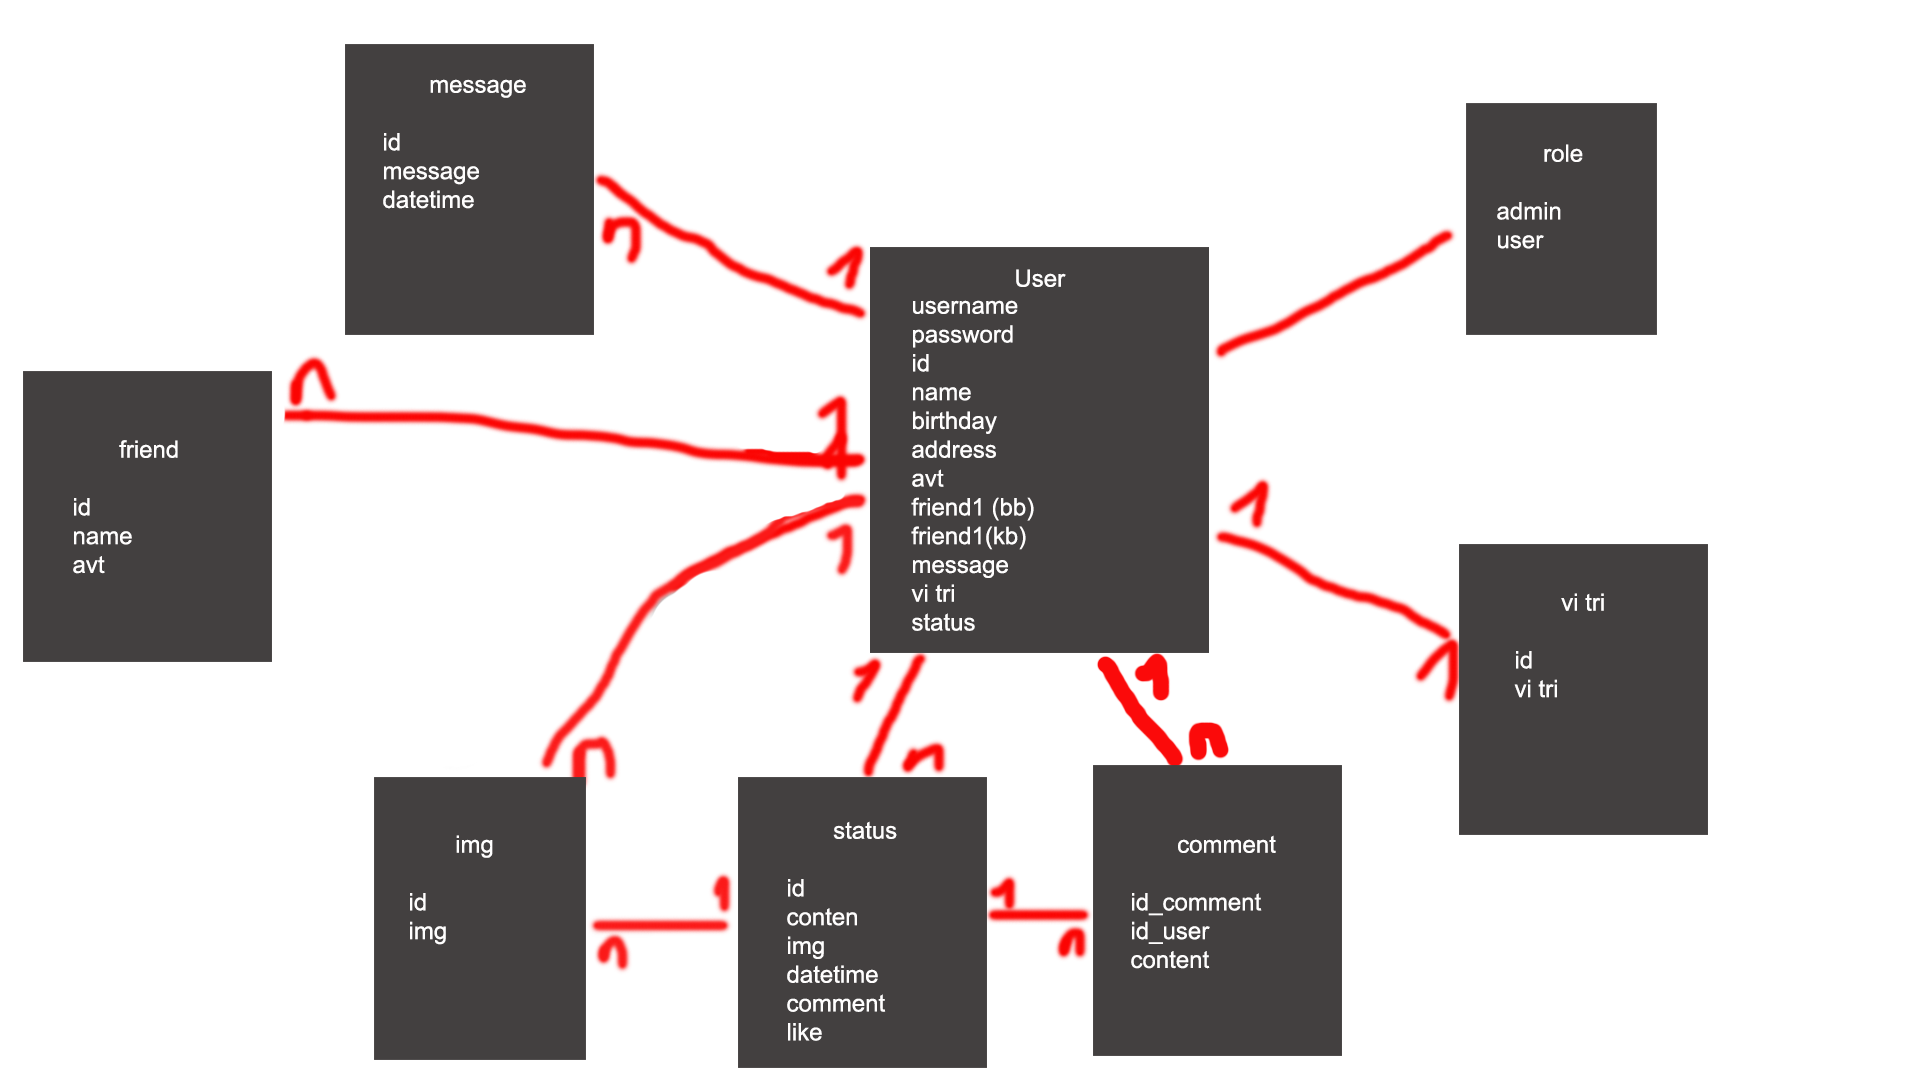 message
id
message
datetime
n
1
role
admin
user
User
username
password
id
name
birthday
address
avt
friend1 (bb)
friend1(kb)
message
vi tri
status
n
1
friend
id
name
avt
1
1
1
vi tri
id
vi tri
n
img
id
img
1
n
status
id
conten
img
datetime
comment
like
1
n
comment
id_comment
id_user
content
1
n
1
n